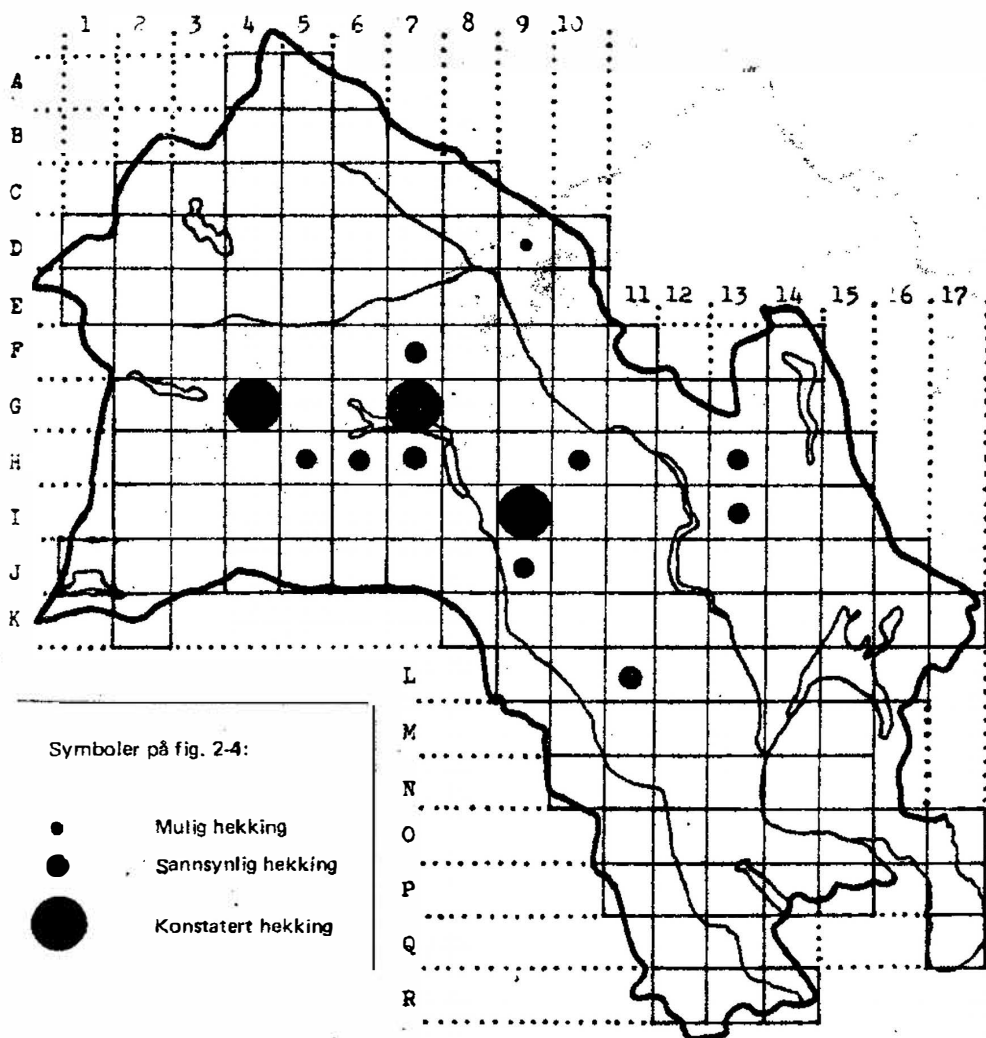 1 2 3 4 5 6 7 8 9 10
A
B
C
D
E
11 12 13 14 15 16 17
F
G
H
I
J
K
L
M
N
O
P
Q
R
Symboler på fig. 2-4:
Mulig hekking
Sannsynlig hekking
Konstatert hekking